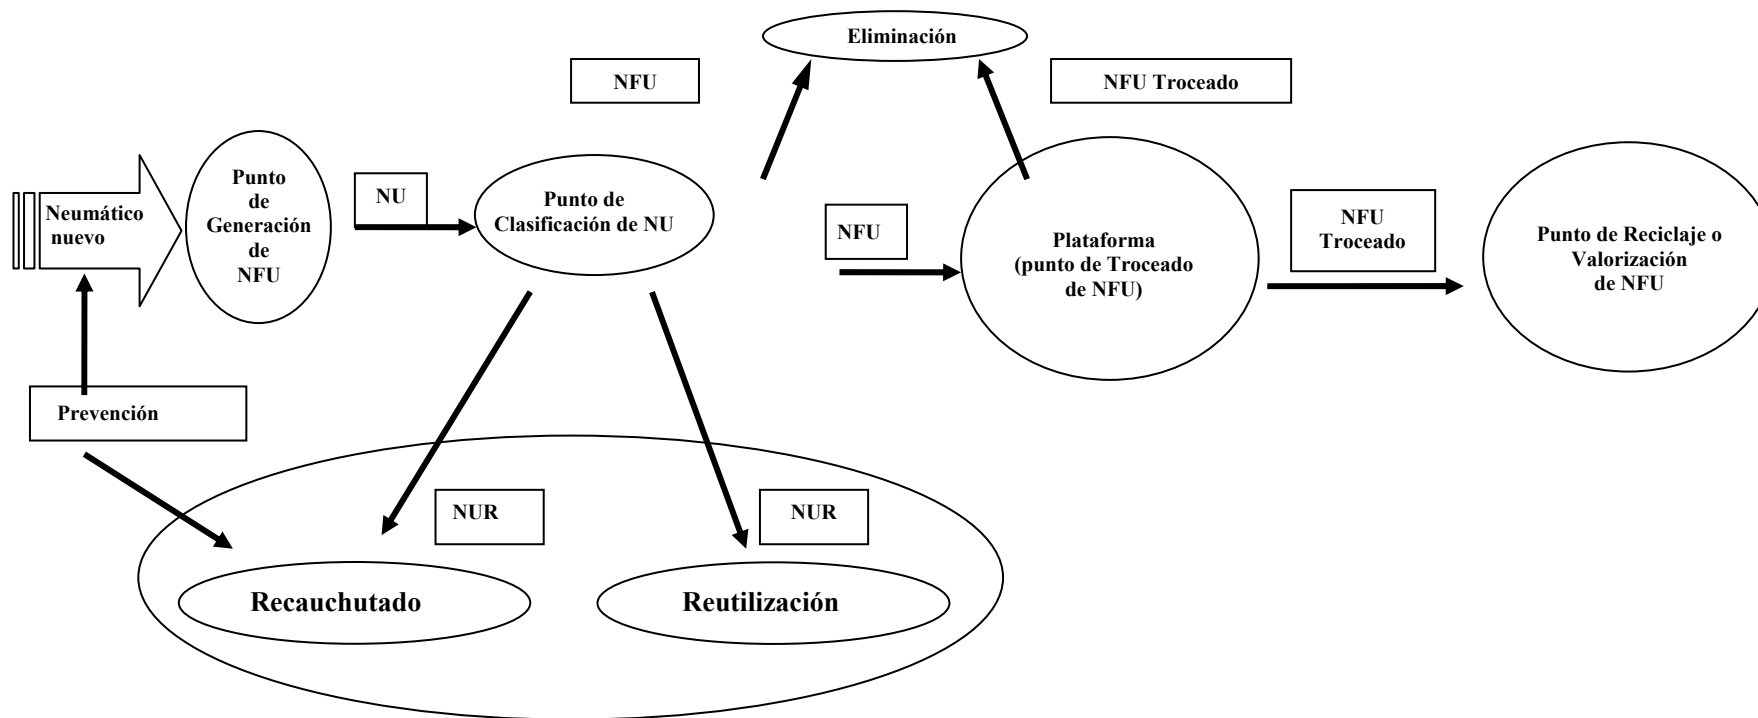 Eliminación
NFU
NFU Troceado
Neumático
nuevo
Punto
de
Generación
de
NFU
NU
Punto de
Clasificación de NU
NFU
Plataforma
(punto de Troceado
de NFU)
NFU
Troceado
Punto de Reciclaje o
Valorización
de NFU
Prevención
NUR
NUR
Recauchutado
Reutilización